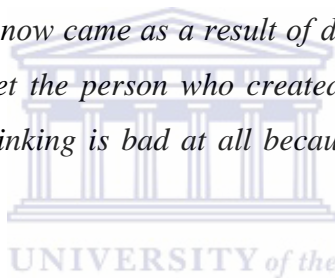 now came as a result of d
et the person who created
inking is bad at all becau
UNIVERSITY of the